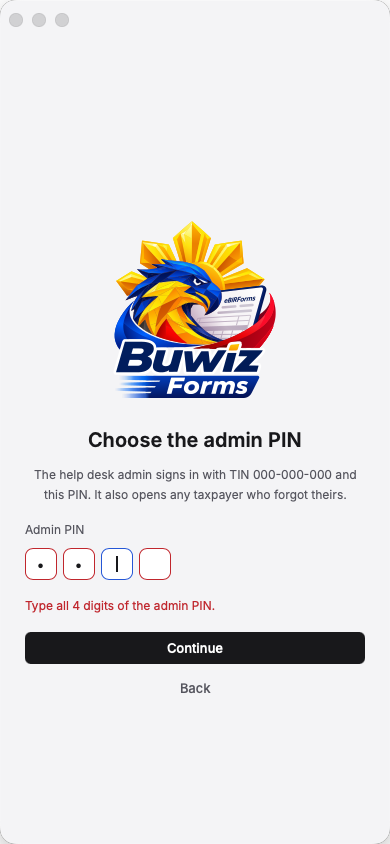 eBIRForms
Buwiz
Forms
Choose the admin PIN
The help desk admin signs in with TIN 000-000-000 and
this PIN. It also opens any taxpayer who forgot theirs.
Admin PIN
Type all 4 digits of the admin PIN.
Continue
Back